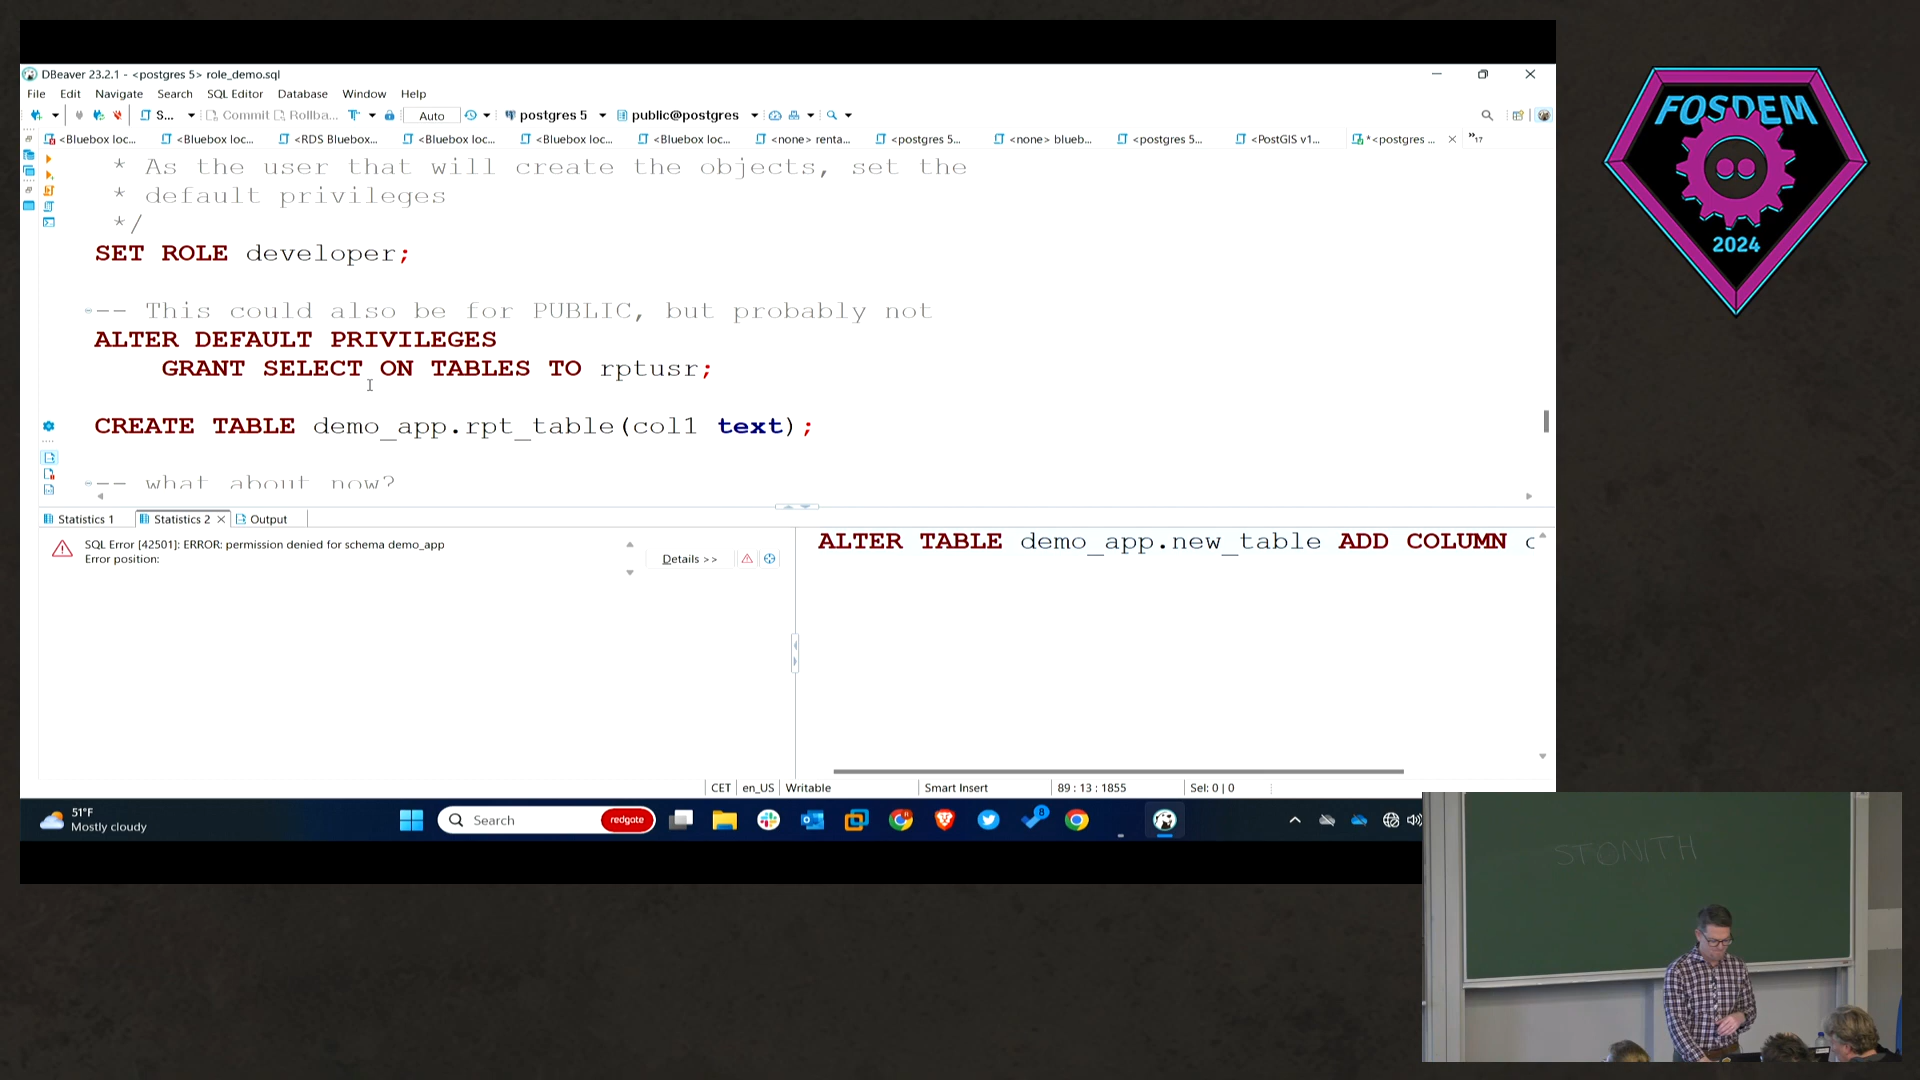 DBeaver 23.2.1 - <postgres 5> role_demo.sql
File Edit Navigate Search SQL Editor Database Window Help
S... Commit Rollba... T Auto postgres 5 public@postgres
<Bluebox loc... <Bluebox loc... <RDS Bluebox... <Bluebox loc... <Bluebox loc... <Bluebox loc... <none> renta... <postgres 5... <none> blueb... <postgres 5... <PostGIS v1... *<postgres ... »17
* As the user that will create the objects, set the
* default privileges
*/
SET ROLE developer;
-- This could also be for PUBLIC, but probably not
ALTER DEFAULT PRIVILEGES
GRANT SELECT ON TABLES TO rptusr;
CREATE TABLE demo_app.rpt_table(col1 text);
-- what about now?
Statistics 1 Statistics 2 Output
SQL Error [42501]: ERROR: permission denied for schema demo_app
Error position:
Details >>
ALTER TABLE demo_app.new_table ADD COLUMN c
CET en_US Writable Smart Insert 89 : 13 : 1855 Sel: 0 | 0
51°F
Mostly cloudy
Search redgate
8
FOSDEM
2024
STONITH